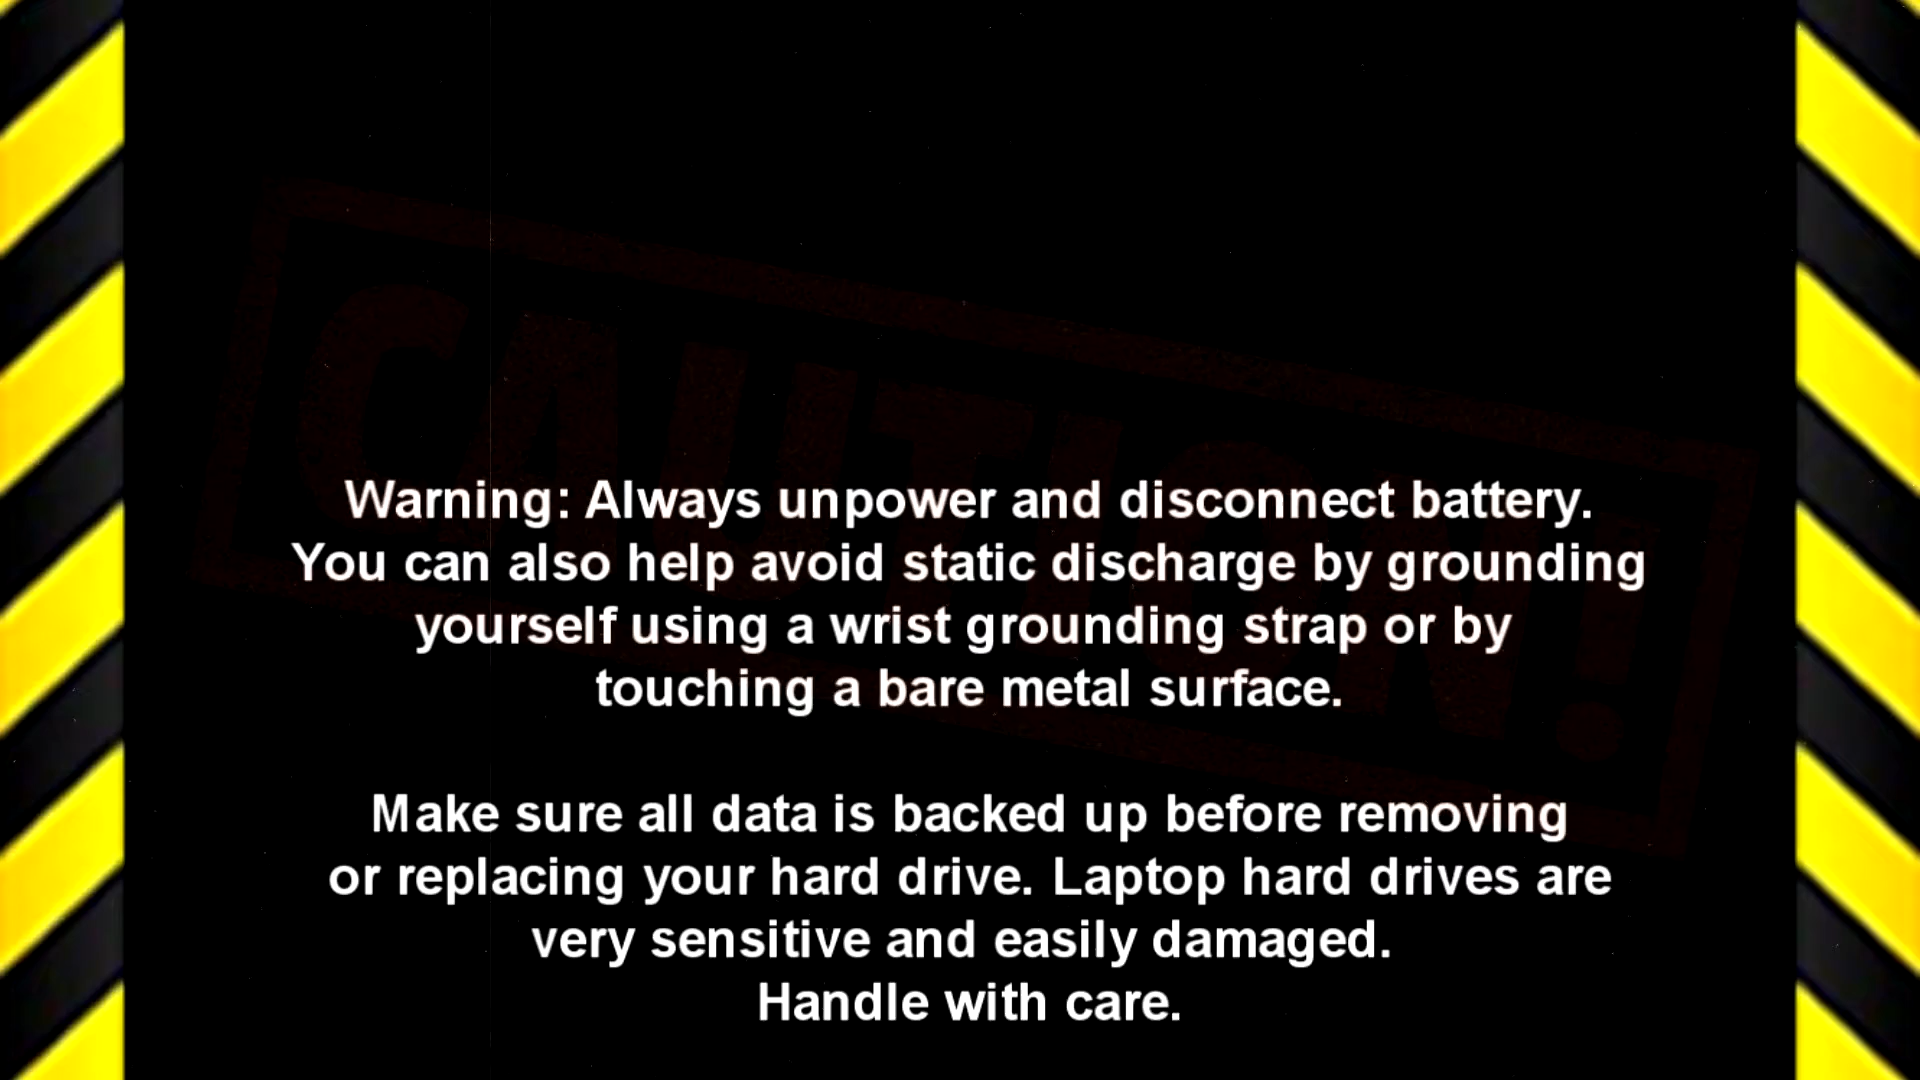 CAUTION!
Warning: Always unpower and disconnect battery.
You can also help avoid static discharge by grounding
yourself using a wrist grounding strap or by
touching a bare metal surface.
Make sure all data is backed up before removing
or replacing your hard drive. Laptop hard drives are
very sensitive and easily damaged.
Handle with care.